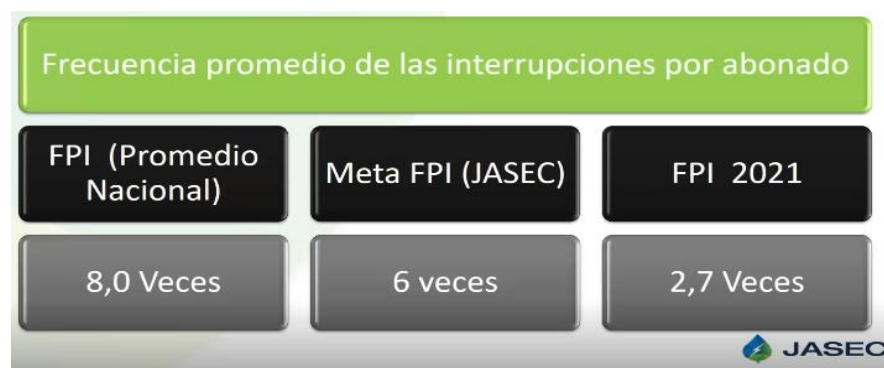 Frecuencia promedio de las interrupciones por abonado
FPI (Promedio
Nacional)
Meta FPI (JASEC)
FPI 2021
8,0 Veces
6 veces
2,7 Veces
JASEC